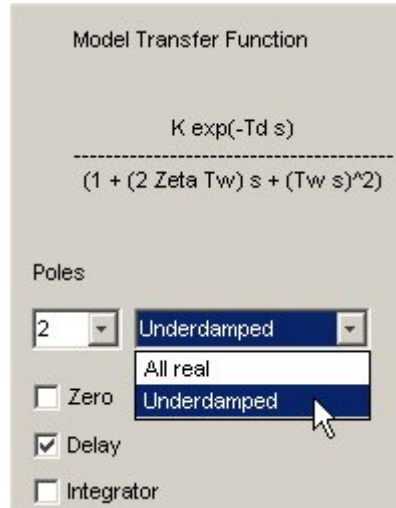 Model Transfer Function
K exp(-Td s)
---------------------------------------
(1 + (2 Zeta Tw) s + (Tw s)^2)
Poles
2 Underdamped
All real
Zero Underdamped
Delay
Integrator